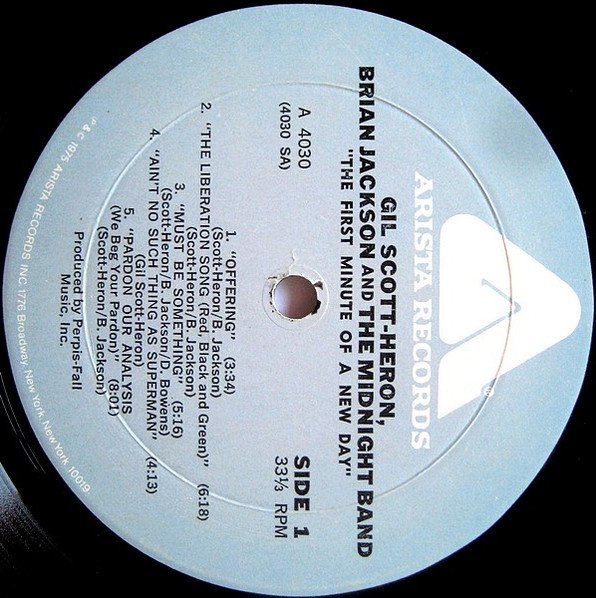 ARISTA RECORDS
®
GIL SCOTT-HERON,
BRIAN JACKSON AND THE MIDNIGHT BAND
"THE FIRST MINUTE OF A NEW DAY"
A 4030
(4030 SA)
SIDE 1
33⅓ RPM
1. "OFFERING" (3:34)
(Scott-Heron/B. Jackson)
2. "THE LIBERATION SONG (Red, Black and Green)" (6:18)
(Scott-Heron/B. Jackson)
3. "MUST BE SOMETHING" (5:16)
(Scott-Heron/B. Jackson/D. Bowens)
4. "AIN'T NO SUCH THING AS SUPERMAN" (4:13)
(Gil Scott-Heron)
5. "PARDON OUR ANALYSIS
(We Beg Your Pardon)" (8:01)
(Scott-Heron/B. Jackson)
Produced by Perpis-Fall
Music, Inc.
℗ & © 1975 ARISTA RECORDS INC. 1776 Broadway, New York, New York 10019